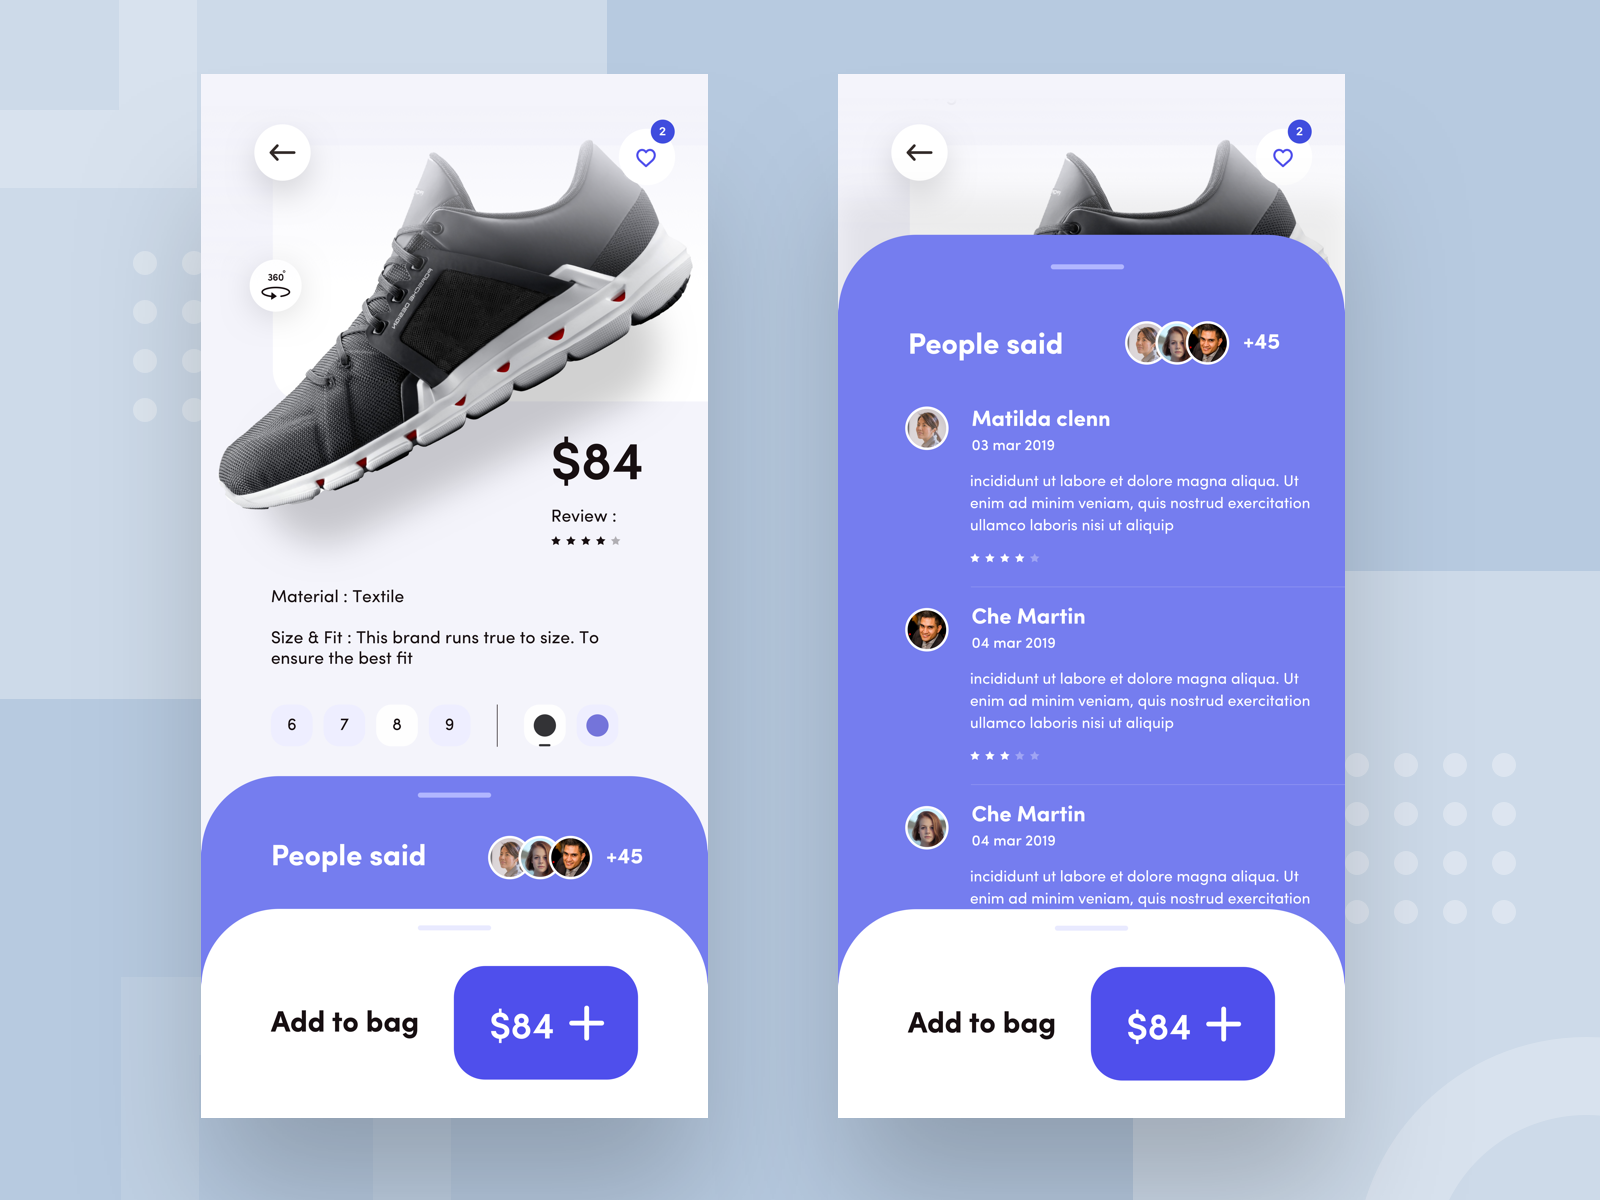 2
360°
PORSCHE DESIGN
$84
Review :
Material : Textile
Size & Fit : This brand runs true to size. To
ensure the best fit
6 7 8 9
People said
+45
Add to bag
$84 +
2
People said
+45
Matilda clenn
03 mar 2019
incididunt ut labore et dolore magna aliqua. Ut
enim ad minim veniam, quis nostrud exercitation
ullamco laboris nisi ut aliquip
Che Martin
04 mar 2019
incididunt ut labore et dolore magna aliqua. Ut
enim ad minim veniam, quis nostrud exercitation
ullamco laboris nisi ut aliquip
Che Martin
04 mar 2019
incididunt ut labore et dolore magna aliqua. Ut
enim ad minim veniam, quis nostrud exercitation
Add to bag
$84 +